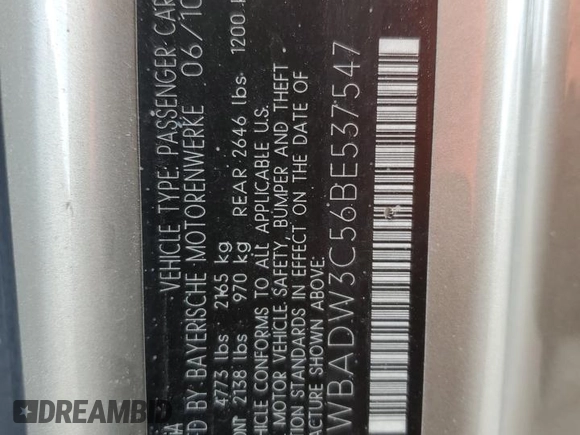 VEHICLE TYPE: PASSENGER CAR
BY BAYERISCHE MOTORENWERKE 06/10
4773 lbs 2165 kg
2138 lbs 970 kg REAR 2646 lbs 1200
VEHICLE CONFORMS TO ALL APPLICABLE U.S.
MOTOR VEHICLE SAFETY, BUMPER AND THEFT
STANDARDS IN EFFECT ON THE DATE OF
SHOWN ABOVE:
WBADW3C56BE537547
DREAMBID